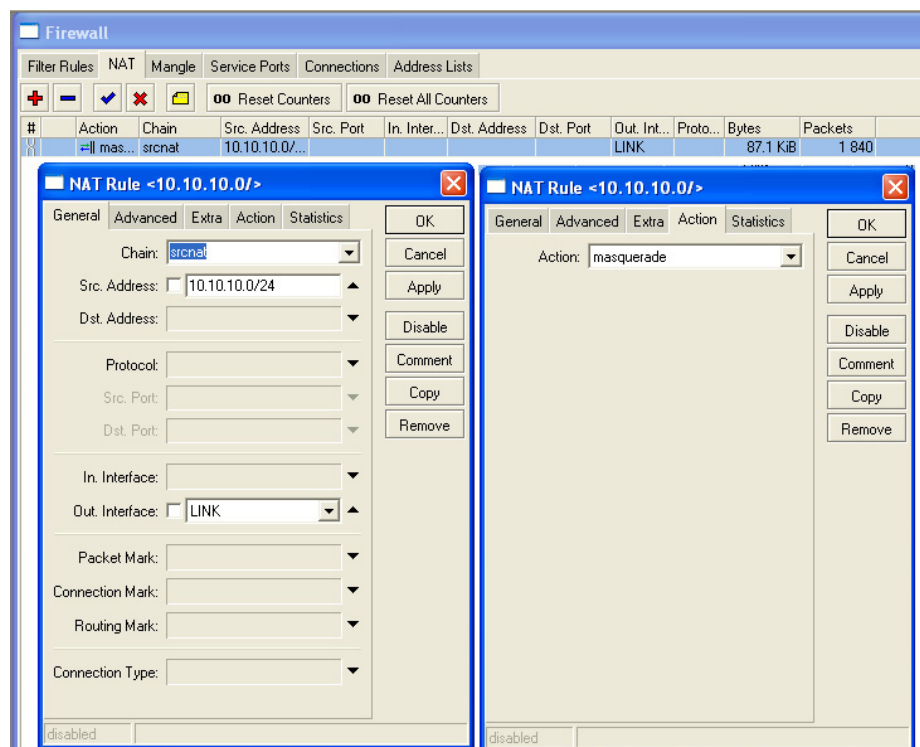 Firewall
Filter Rules NAT Mangle Service Ports Connections Address Lists
00 Reset Counters 00 Reset All Counters
# Action Chain Src. Address Src. Port In. Inter... Dst. Address Dst. Port Out. Int... Proto... Bytes Packets
mas... srcnat 10.10.10.0/... LINK 87.1 KiB 1 840
NAT Rule <10.10.10.0/>
General Advanced Extra Action Statistics
Chain: srcnat
Src. Address: 10.10.10.0/24
Dst. Address:
Protocol:
Src. Port:
Dst. Port:
In. Interface:
Out. Interface: LINK
Packet Mark:
Connection Mark:
Routing Mark:
Connection Type:
OK
Cancel
Apply
Disable
Comment
Copy
Remove
disabled
NAT Rule <10.10.10.0/>
General Advanced Extra Action Statistics
Action: masquerade
OK
Cancel
Apply
Disable
Comment
Copy
Remove
disabled